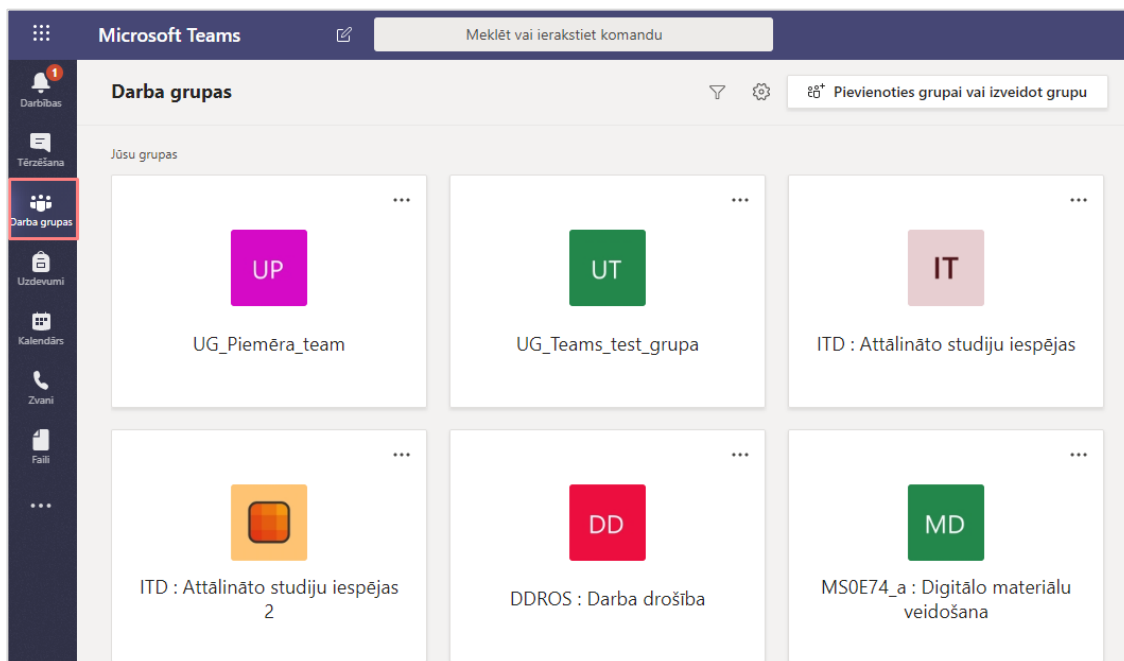 Microsoft Teams
Meklēt vai ierakstiet komandu
1
Darbības
Tērzēšana
Darba grupas
Uzdevumi
Kalendārs
Zvani
Faili
Darba grupas
Pievienoties grupai vai izveidot grupu
Jūsu grupas
UP
UG_Piemēra_team
UT
UG_Teams_test_grupa
IT
ITD : Attālināto studiju iespējas
ITD : Attālināto studiju iespējas
2
DD
DDROS : Darba drošība
MD
MS0E74_a : Digitālo materiālu
veidošana